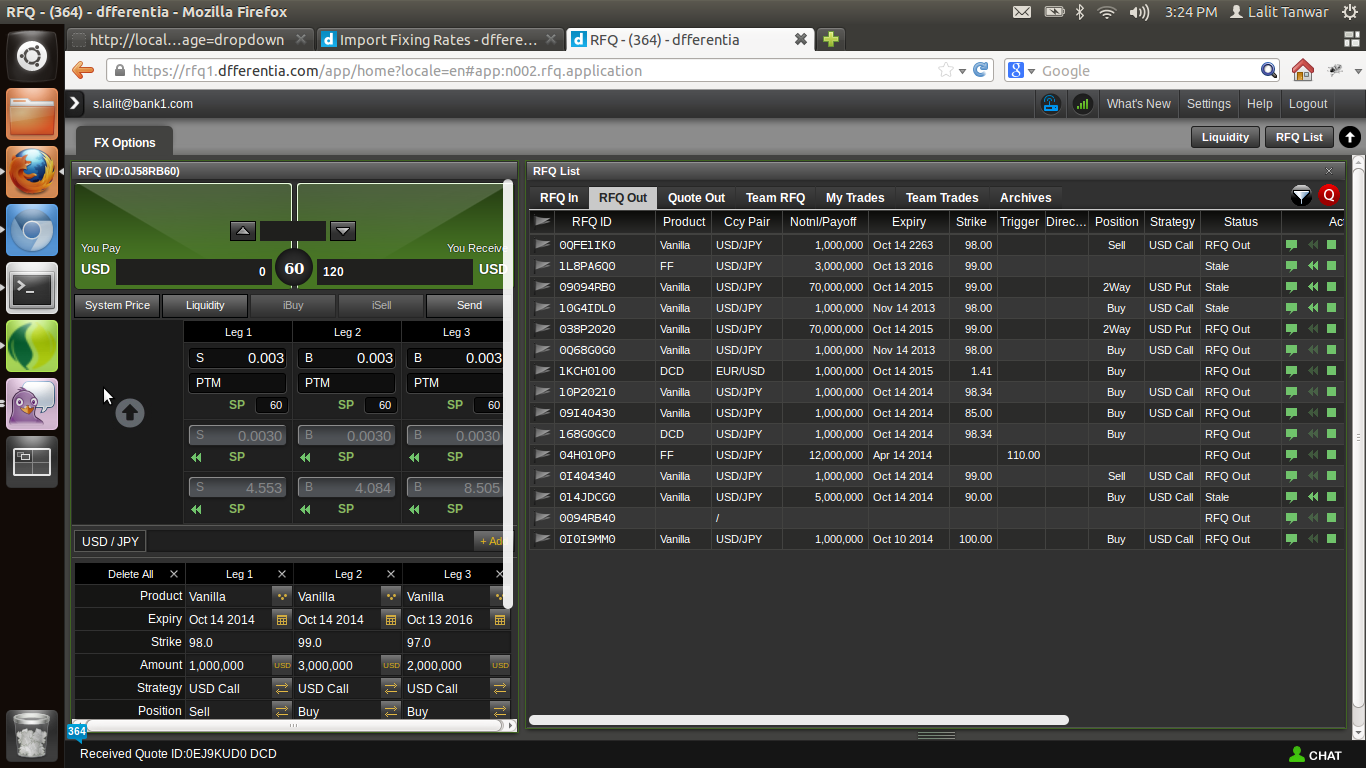 RFQ - (364) - dfferentia - Mozilla Firefox
3:24 PM Lalit Tanwar
http://local...age=dropdown
Import Fixing Rates - dffere...
RFQ - (364) - dfferentia
https://rfq1.dfferentia.com/app/home?locale=en#app:n002.rfq.application
Google
s.lalit@bank1.com
What's New Settings Help Logout
FX Options
Liquidity RFQ List
RFQ (ID:0J58RB60)
You Pay You Receive
USD 0 60 120 USD
System Price Liquidity iBuy iSell Send
Leg 1 Leg 2 Leg 3
S 0.003 B 0.003 B 0.003
PTM PTM PTM
SP 60 SP 60 SP 60
S 0.0030 B 0.0030 B 0.0030
SP SP SP
S 4.553 B 4.084 B 8.505
SP SP SP
USD / JPY + Ad
Delete All Leg 1 Leg 2 Leg 3
Product Vanilla Vanilla Vanilla
Expiry Oct 14 2014 Oct 14 2014 Oct 13 2016
Strike 98.0 99.0 97.0
Amount 1,000,000 USD 3,000,000 USD 2,000,000 USD
Strategy USD Call USD Call USD Call
Position Sell Buy Buy
RFQ List
RFQ In RFQ Out Quote Out Team RFQ My Trades Team Trades Archives Q
RFQ ID Product Ccy Pair Notnl/Payoff Expiry Strike Trigger Direc... Position Strategy Status Act
0QFE1IK0 Vanilla USD/JPY 1,000,000 Oct 14 2263 98.00 Sell USD Call RFQ Out
1L8PA6Q0 FF USD/JPY 3,000,000 Oct 13 2016 99.00 Stale
09094RB0 Vanilla USD/JPY 70,000,000 Oct 14 2015 99.00 2Way USD Put Stale
10G4IDL0 Vanilla USD/JPY 1,000,000 Nov 14 2013 98.00 Buy USD Call Stale
038P2020 Vanilla USD/JPY 70,000,000 Oct 14 2015 99.00 2Way USD Put RFQ Out
0Q68G0G0 Vanilla USD/JPY 1,000,000 Nov 14 2013 98.00 Buy USD Call RFQ Out
1KCH0100 DCD EUR/USD 1,000,000 Oct 14 2015 1.41 Buy RFQ Out
10P20210 Vanilla USD/JPY 1,000,000 Oct 14 2014 98.34 Buy USD Call RFQ Out
09I40430 Vanilla USD/JPY 1,000,000 Oct 14 2014 85.00 Buy USD Call RFQ Out
168G0GC0 DCD USD/JPY 1,000,000 Oct 14 2014 98.34 Buy RFQ Out
04H010P0 FF USD/JPY 12,000,000 Apr 14 2014 110.00 RFQ Out
0I404340 Vanilla USD/JPY 1,000,000 Oct 14 2014 99.00 Sell USD Call RFQ Out
014JDCG0 Vanilla USD/JPY 5,000,000 Oct 14 2014 90.00 Buy USD Call Stale
0094RB40 / RFQ Out
0I0I9MM0 Vanilla USD/JPY 1,000,000 Oct 10 2014 100.00 Buy USD Call RFQ Out
364
Received Quote ID:0EJ9KUD0 DCD
CHAT